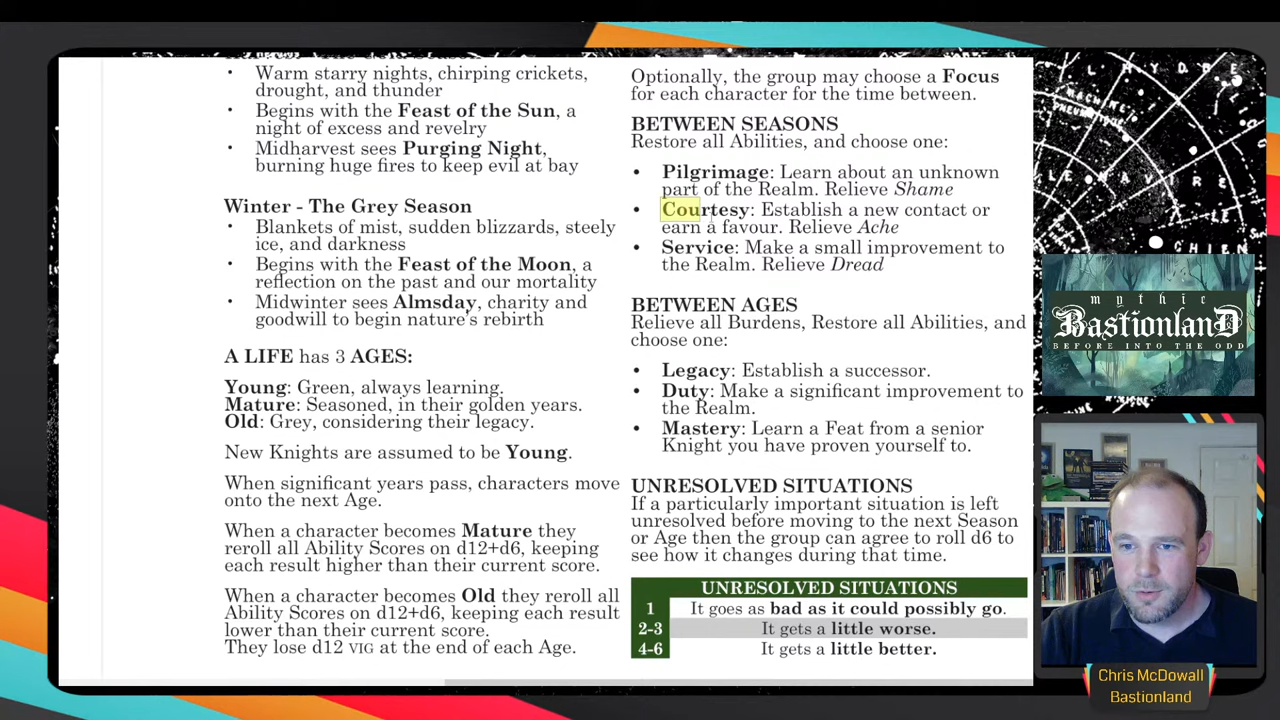 • Warm starry nights, chirping crickets,
drought, and thunder
• Begins with the Feast of the Sun, a
night of excess and revelry
• Midharvest sees Purging Night,
burning huge fires to keep evil at bay
Winter - The Grey Season
• Blankets of mist, sudden blizzards, steely
ice, and darkness
• Begins with the Feast of the Moon, a
reflection on the past and our mortality
• Midwinter sees Almsday, charity and
goodwill to begin nature's rebirth
A LIFE has 3 AGES:
Young: Green, always learning.
Mature: Seasoned, in their golden years.
Old: Grey, considering their legacy.
New Knights are assumed to be Young.
When significant years pass, characters move
onto the next Age.
When a character becomes Mature they
reroll all Ability Scores on d12+d6, keeping
each result higher than their current score.
When a character becomes Old they reroll all
Ability Scores on d12+d6, keeping each result
lower than their current score.
They lose d12 VIG at the end of each Age.
Optionally, the group may choose a Focus
for each character for the time between.
BETWEEN SEASONS
Restore all Abilities, and choose one:
• Pilgrimage: Learn about an unknown
part of the Realm. Relieve Shame
• Courtesy: Establish a new contact or
earn a favour. Relieve Ache
• Service: Make a small improvement to
the Realm. Relieve Dread
BETWEEN AGES
Relieve all Burdens, Restore all Abilities, and
choose one:
• Legacy: Establish a successor.
• Duty: Make a significant improvement to
the Realm.
• Mastery: Learn a Feat from a senior
Knight you have proven yourself to.
UNRESOLVED SITUATIONS
If a particularly important situation is left
unresolved before moving to the next Season
or Age then the group can agree to roll d6 to
see how it changes during that time.
UNRESOLVED SITUATIONS
1 It goes as bad as it could possibly go.
2-3 It gets a little worse.
4-6 It gets a little better.
mythic
BastionlanD
BEFORE INTO THE ODD
Chris McDowall
Bastionland